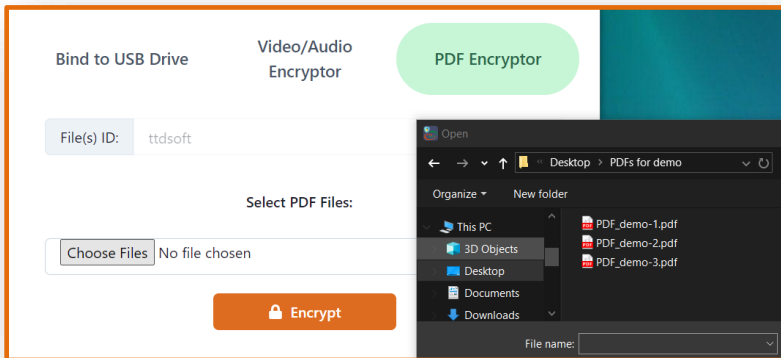 Bind to USB Drive
Video/Audio
Encryptor
PDF Encryptor
File(s) ID:
ttdsoft
Select PDF Files:
Choose Files No file chosen
Encrypt
Open
« Desktop > PDFs for demo
Organize
New folder
This PC
3D Objects
Desktop
Documents
Downloads
PDF_demo-1.pdf
PDF_demo-2.pdf
PDF_demo-3.pdf
File name: